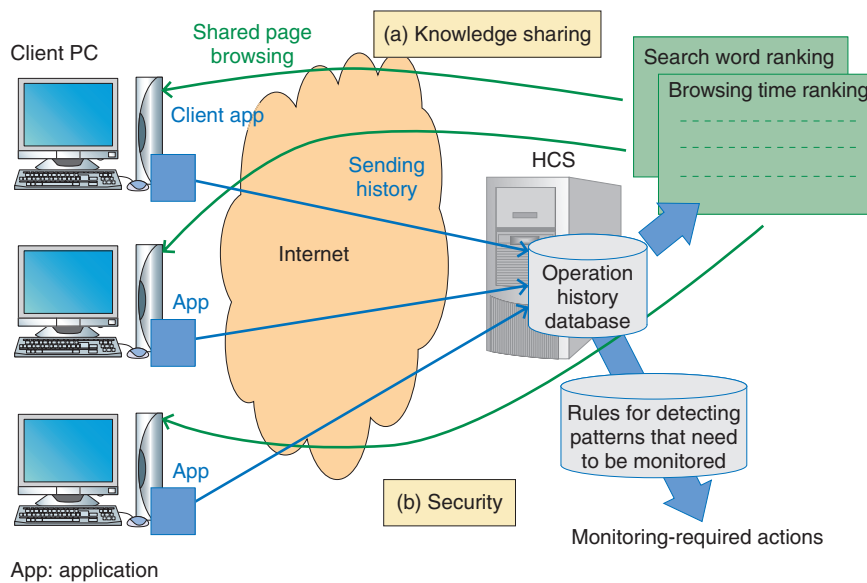 Client PC
Shared page
browsing
(a) Knowledge sharing
Search word ranking
Browsing time ranking
Client app
Sending
history
HCS
Internet
Operation
history
database
App
Rules for detecting
patterns that need
to be monitored
App
(b) Security
Monitoring-required actions
App: application